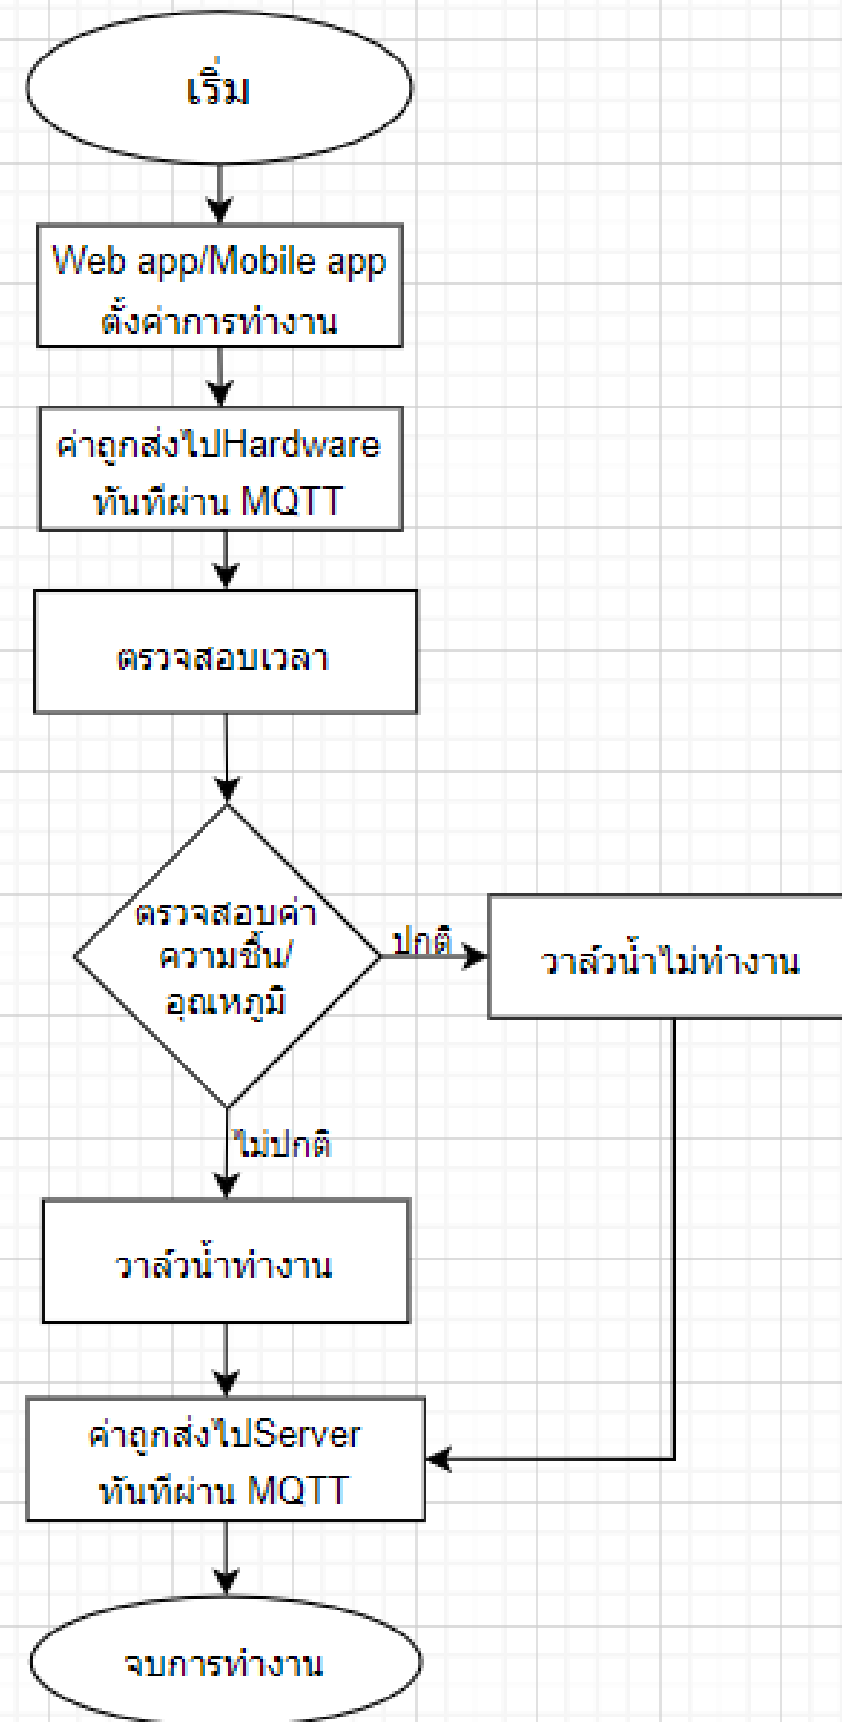 เริ่ม
Web app/Mobile app
ตั้งค่าการทำงาน
ค่าถูกส่งไปHardware
ทันทีผ่าน MQTT
ตรวจสอบเวลา
ตรวจสอบค่า
ความชื้น/
อุณหภูมิ
ปกติ
วาล์วน้ำไม่ทำงาน
ไม่ปกติ
วาล์วน้ำทำงาน
ค่าถูกส่งไปServer
ทันทีผ่าน MQTT
จบการทำงาน